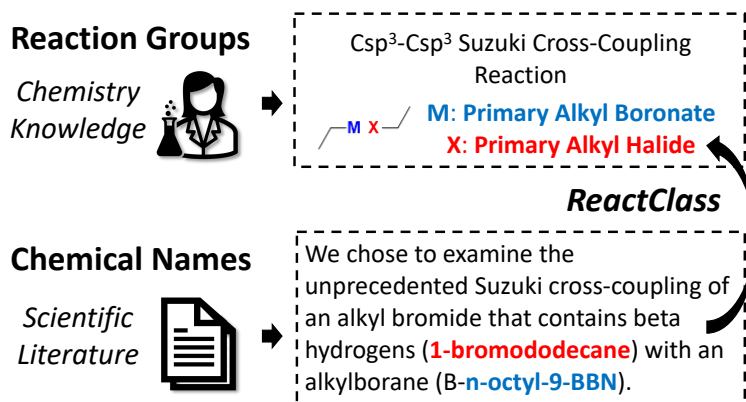 Reaction Groups
Chemistry
Knowledge
Csp³-Csp³ Suzuki Cross-Coupling
Reaction
M X
M: Primary Alkyl Boronate
X: Primary Alkyl Halide
ReactClass
Chemical Names
Scientific
Literature
We chose to examine the
unprecedented Suzuki cross-coupling of
an alkyl bromide that contains beta
hydrogens (1-bromododecane) with an
alkylborane (B-n-octyl-9-BBN).